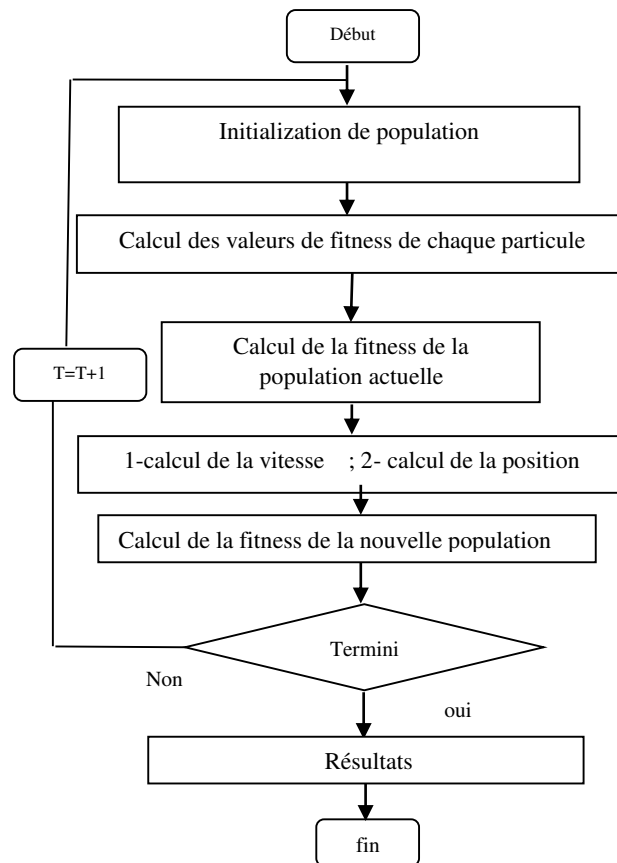 Début
Initialization de population
Calcul des valeurs de fitness de chaque particule
Calcul de la fitness de la
population actuelle
T=T+1
1-calcul de la vitesse ; 2- calcul de la position
Calcul de la fitness de la nouvelle population
Termini
Non
oui
Résultats
fin